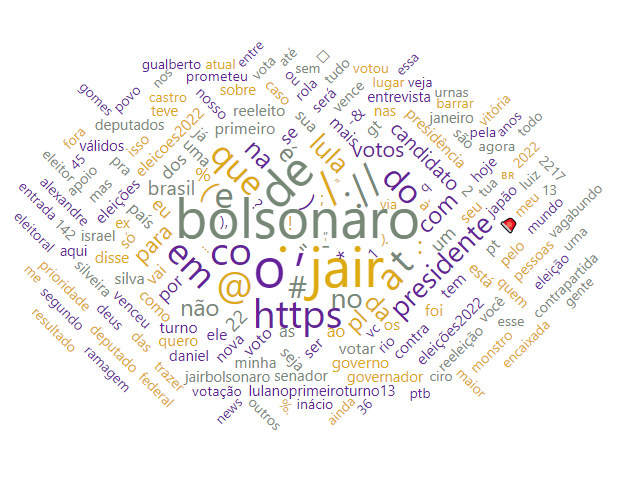 entre
até
essa
gualberto
atual
sem
tudo
votou
nos
prometeu
ou
vota
lugar
veja
gomes
povo
nosso
sobre
caso
rola
será
vence
entrevista
urnas
castro
teve
reeleito
sua
mais
-&
gt
nas
barrar
vitória
fora
isso
eleicoes2022
jai
primeiro
se
janeiro
são
pela
anos
deputados
uma
na
é
lula
votos
candidato
presidência
agora
todo
45
válidos
eleitor
pra
dos
que
de
://
do
q
a
hoje
BR
2022
apoio
mas
eleições
brasil
%
(
e
/
com
2
tua
2217
alexandre
país
eu
bolsonaro
via
seu
japão
luiz
13
entrada
142
só
para
em
co
o
'
jair
presidente
meu
mundo
vagabundo
eleitoral
aqui
israel
disse
vai
@
#
t
um
pt
pelo
pessoas
urna
prioridade
silveira
silva
por
não
https
no
pl
da
tem
está
quem
eleição
contrapartida
me
deus
como
22
as
ao
os
foi
você
esse
gente
segundo
venceu
turno
ele
nova
voto
seja
ser
vc
rio
contra
eleições2022
reeleição
resultado
das
quero
daniel
minha
votar
governo
monstro
encaixada
ramagem
deputado
trazer
jairbolsonaro
senador
governador
ciro
maior
federal
votação
lulanoprimeiroturno13
ptb
news
outros
%.
inácio
ainda
36
ex